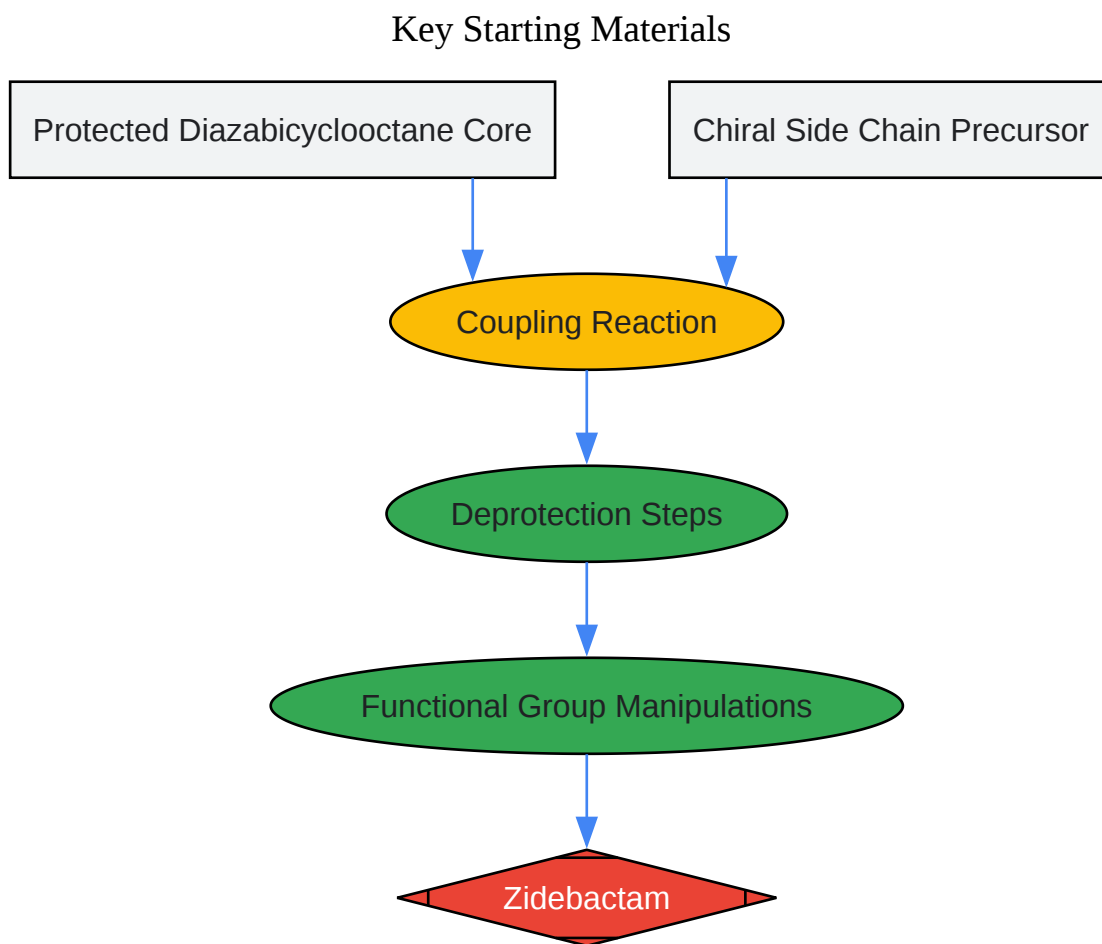 Key Starting Materials
Protected Diazabicyclooctane Core
Chiral Side Chain Precursor
Coupling Reaction
Deprotection Steps
Functional Group Manipulations
Zidebactam